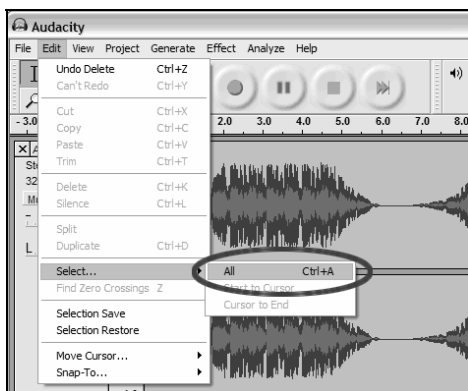 Audacity
File Edit View Project Generate Effect Analyze Help
Undo Delete Ctrl+Z
Can't Redo Ctrl+Y
Cut Ctrl+X
Copy Ctrl+C
Paste Ctrl+V
Trim Ctrl+T
Delete Ctrl+K
Silence Ctrl+L
Split
Duplicate Ctrl+D
Select...
Find Zero Crossings Z
Selection Save
Selection Restore
Move Cursor...
Snap-To...
All Ctrl+A
Start to Cursor
Cursor to End
- 3.0 2.0 3.0 4.0 5.0 6.0 7.0 8.0
X
32
L